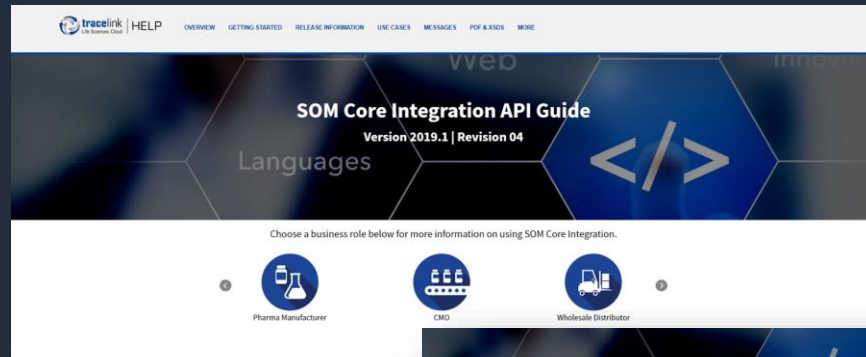 tracelink
Life Sciences Cloud
HELP
OVERVIEW GETTING STARTED RELEASE INFORMATION USE CASES MESSAGES PDF & XSDS MORE
Web
SOM Core Integration API Guide
Version 2019.1 | Revision 04
Languages
</>
Choose a business role below for more information on using SOM Core Integration.
Pharma Manufacturer CMO Wholesale Distributor